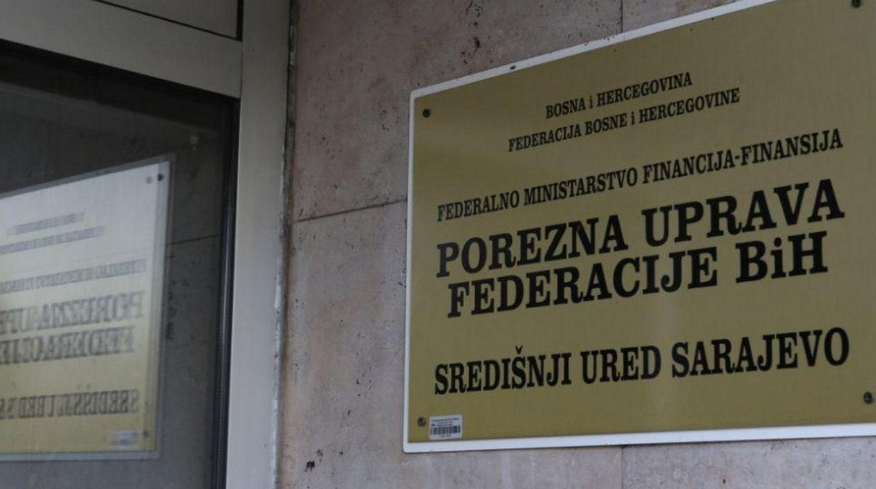 BOSNA i HERCEGOVINA
FEDERACIJA BOSNE i HERCEGOVINE
FEDERALNO MINISTARSTVO FINANCIJA-FINANSIJA
POREZNA UPRAVA
FEDERACIJE BiH
SREDIŠNJI URED SARAJEVO